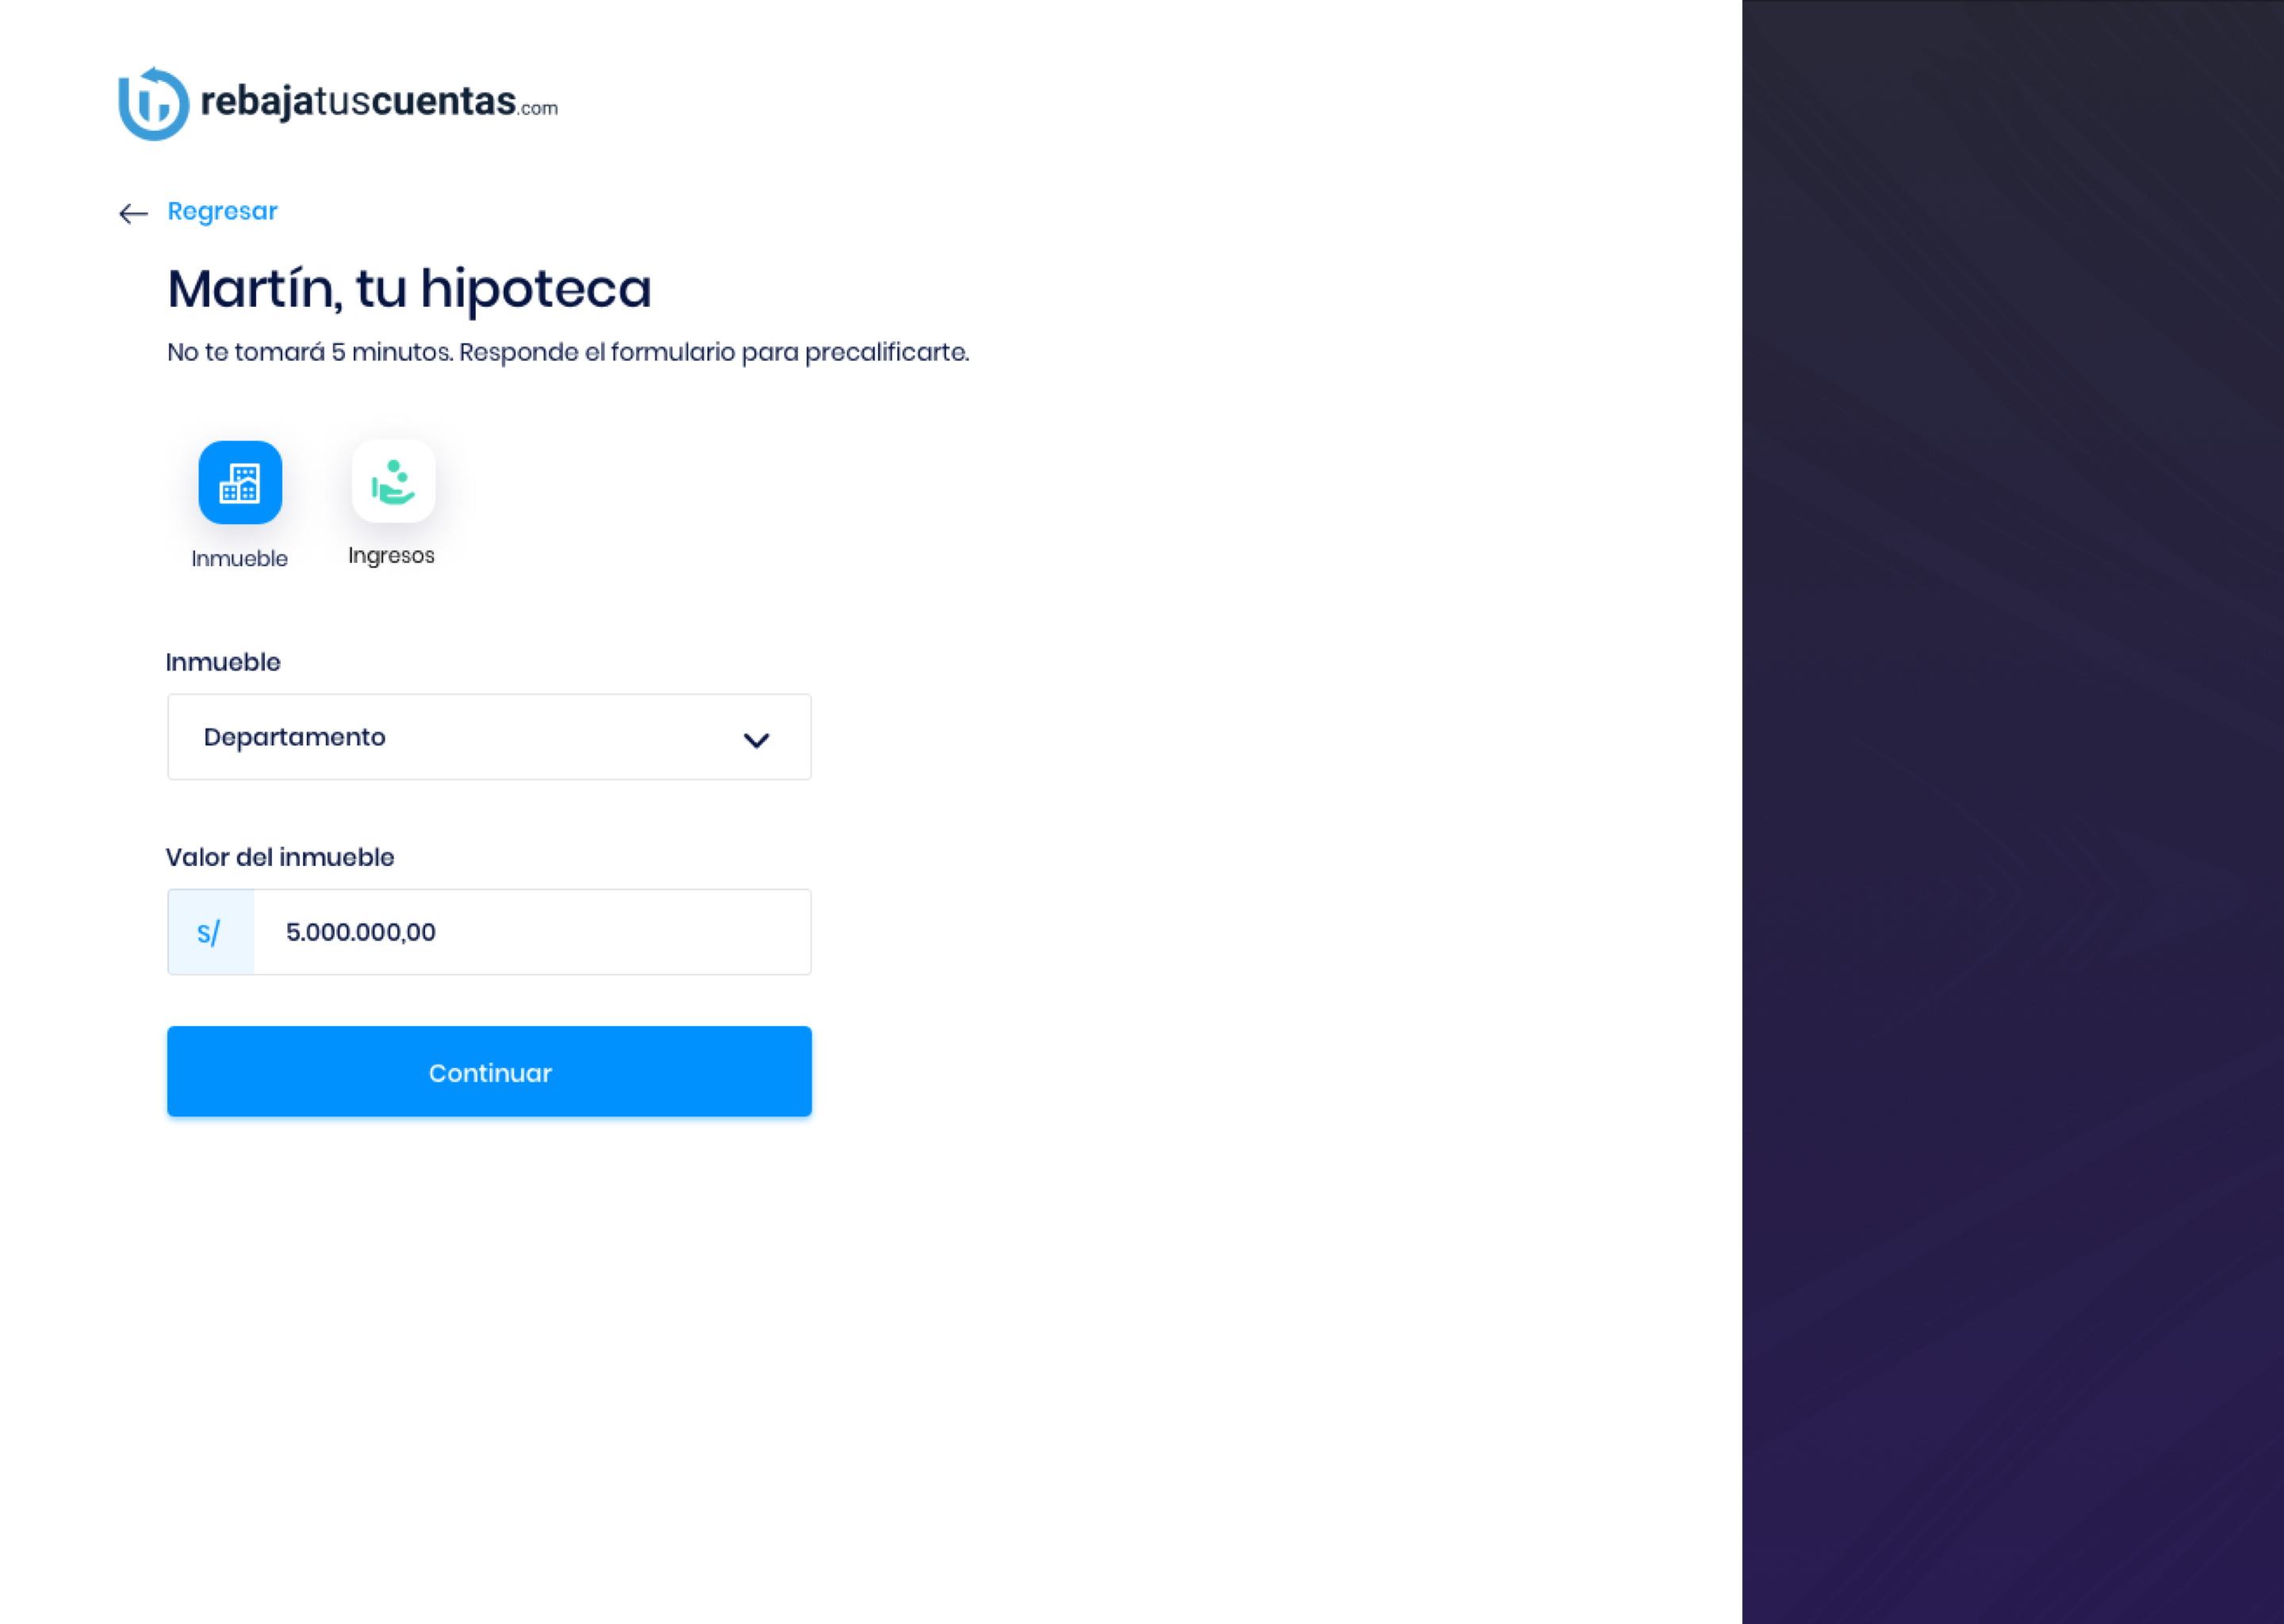 rebajatuscuentas.com
Regresar
Martín, tu hipoteca
No te tomará 5 minutos. Responde el formulario para precalificarte.
Inmueble
Ingresos
Inmueble
Departamento
Valor del inmueble
S/ 5.000.000,00
Continuar